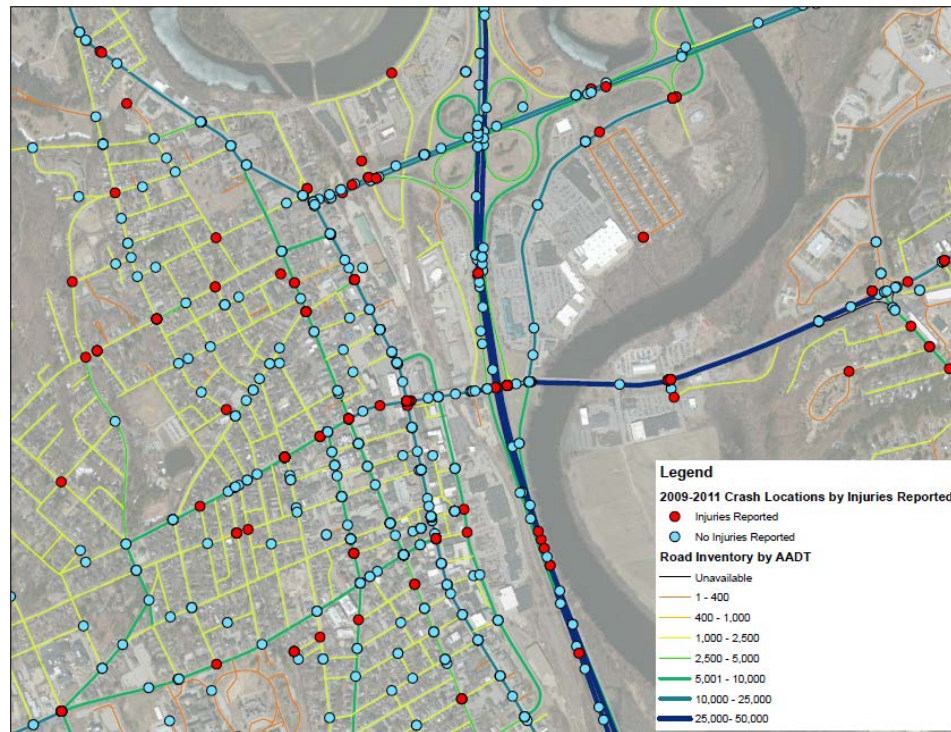 Legend
2009-2011 Crash Locations by Injuries Reported
Injuries Reported
No Injuries Reported
Road Inventory by AADT
Unavailable
1 - 400
400 - 1,000
1,000 - 2,500
2,500 - 5,000
5,001 - 10,000
10,000 - 25,000
25,000- 50,000